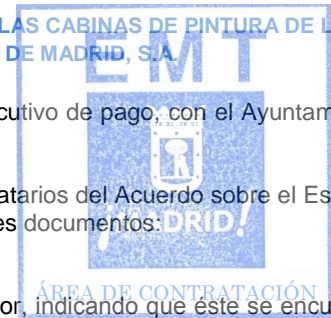 LAS CABINAS DE PINTURA DE L
DE MADRID, S.A.
EMT
cutivo de pago, con el Ayuntam
atarios del Acuerdo sobre el Es
es documentos:
¡MADRID!
ÁREA DE CONTRATACIÓN
or, indicando que éste se encu